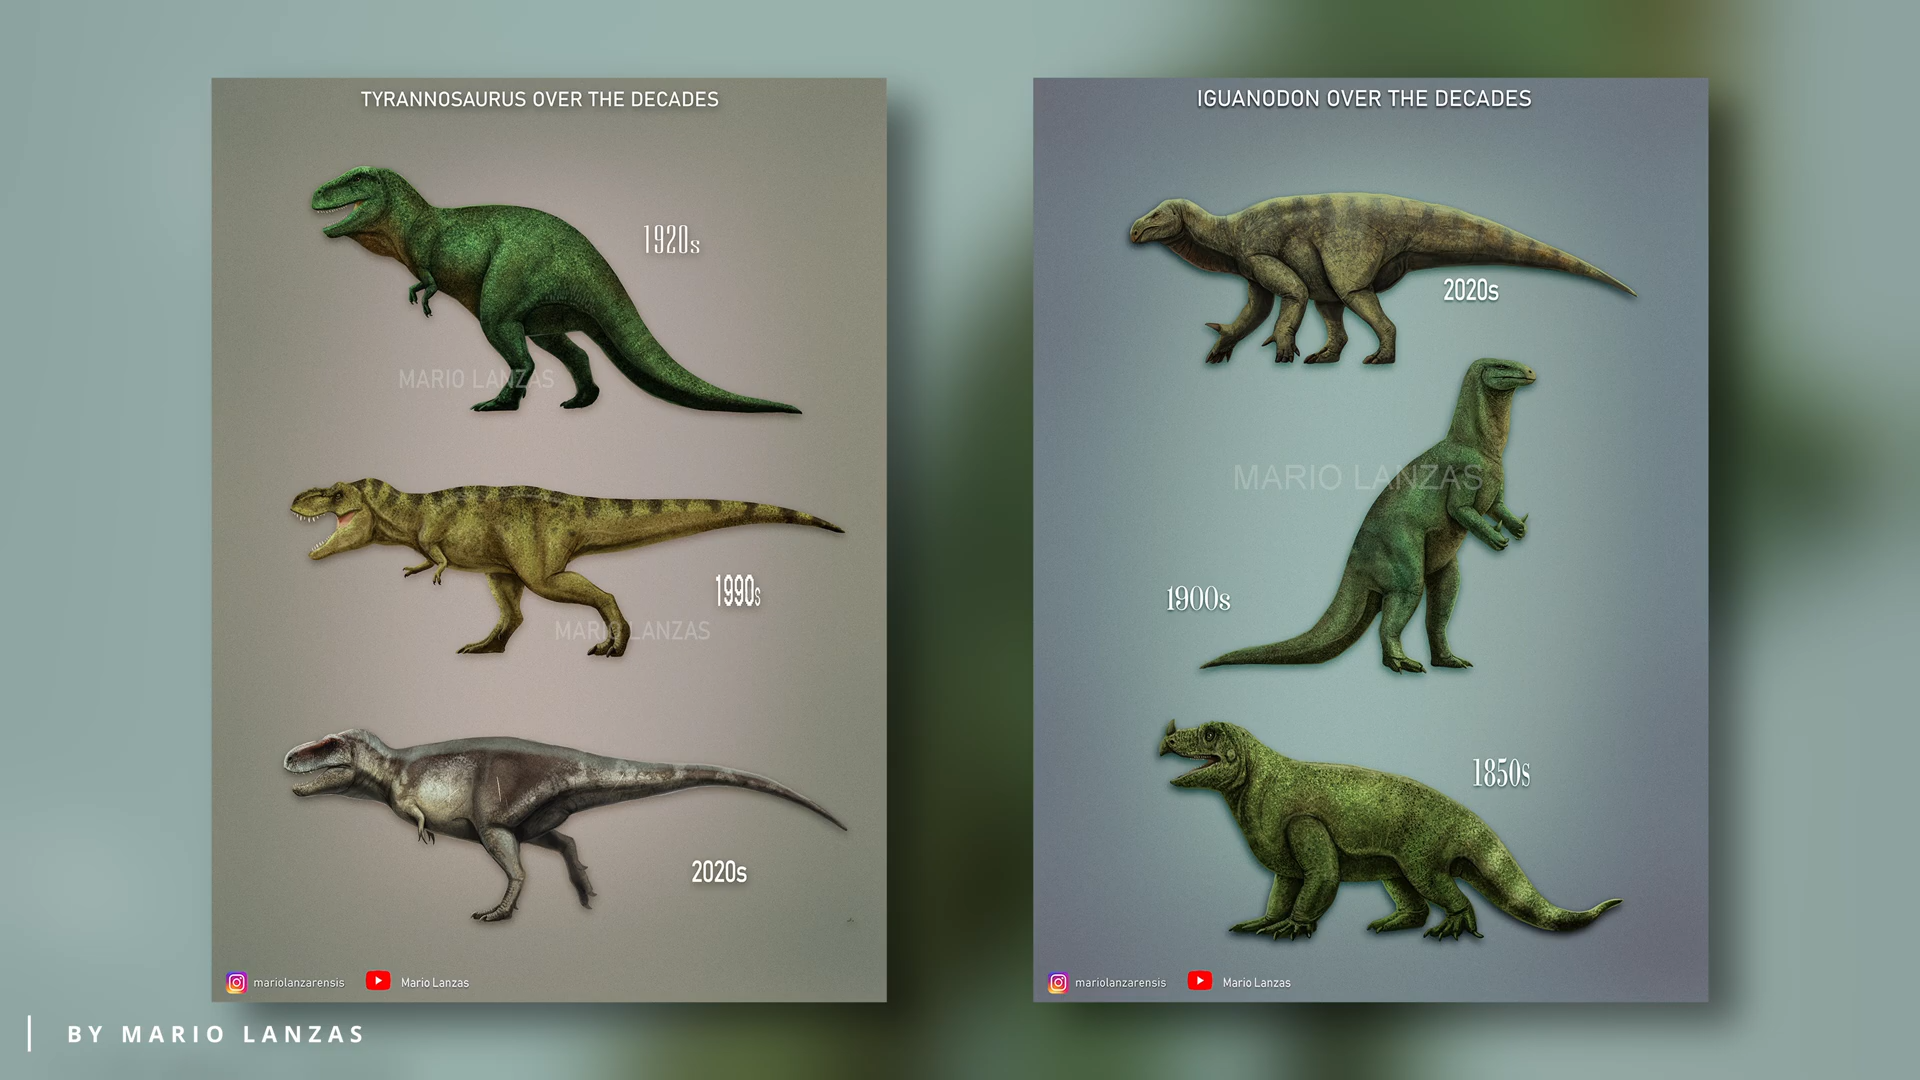 TYRANNOSAURUS OVER THE DECADES
1920s
MARIO LANZAS
1990s
MARIO LANZAS
2020s
mariolanzarensis
Mario Lanzas
IGUANODON OVER THE DECADES
2020s
MARIO LANZAS
1900s
1850s
mariolanzarensis
Mario Lanzas
BY MARIO LANZAS